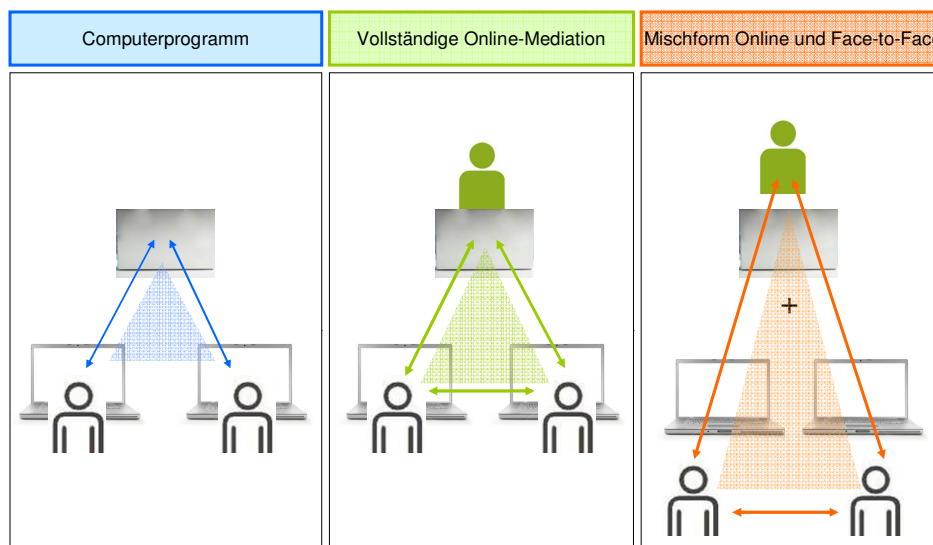 Computerprogramm
Vollständige Online-Mediation
Mischform Online und Face-to-Fac
+